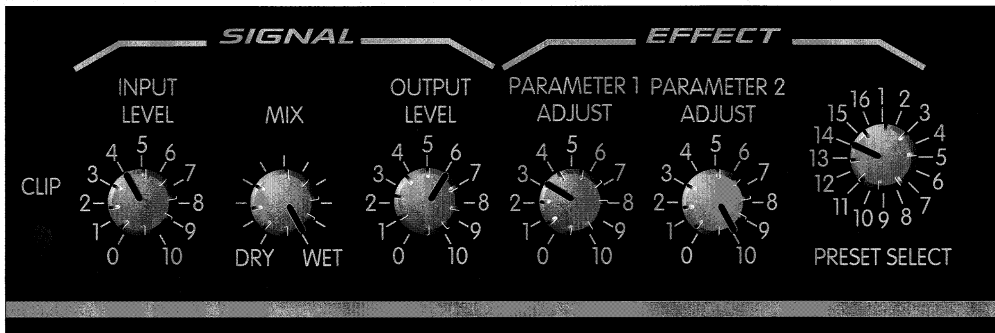 SIGNAL
EFFECT
INPUT
LEVEL
MIX
OUTPUT
LEVEL
PARAMETER 1
ADJUST
PARAMETER 2
ADJUST
CLIP
0 1 2 3 4 5 6 7 8 9 10
DRY WET
0 1 2 3 4 5 6 7 8 9 10
0 1 2 3 4 5 6 7 8 9 10
0 1 2 3 4 5 6 7 8 9 10
1 2 3 4 5 6 7 8 9 10 11 12 13 14 15 16
PRESET SELECT